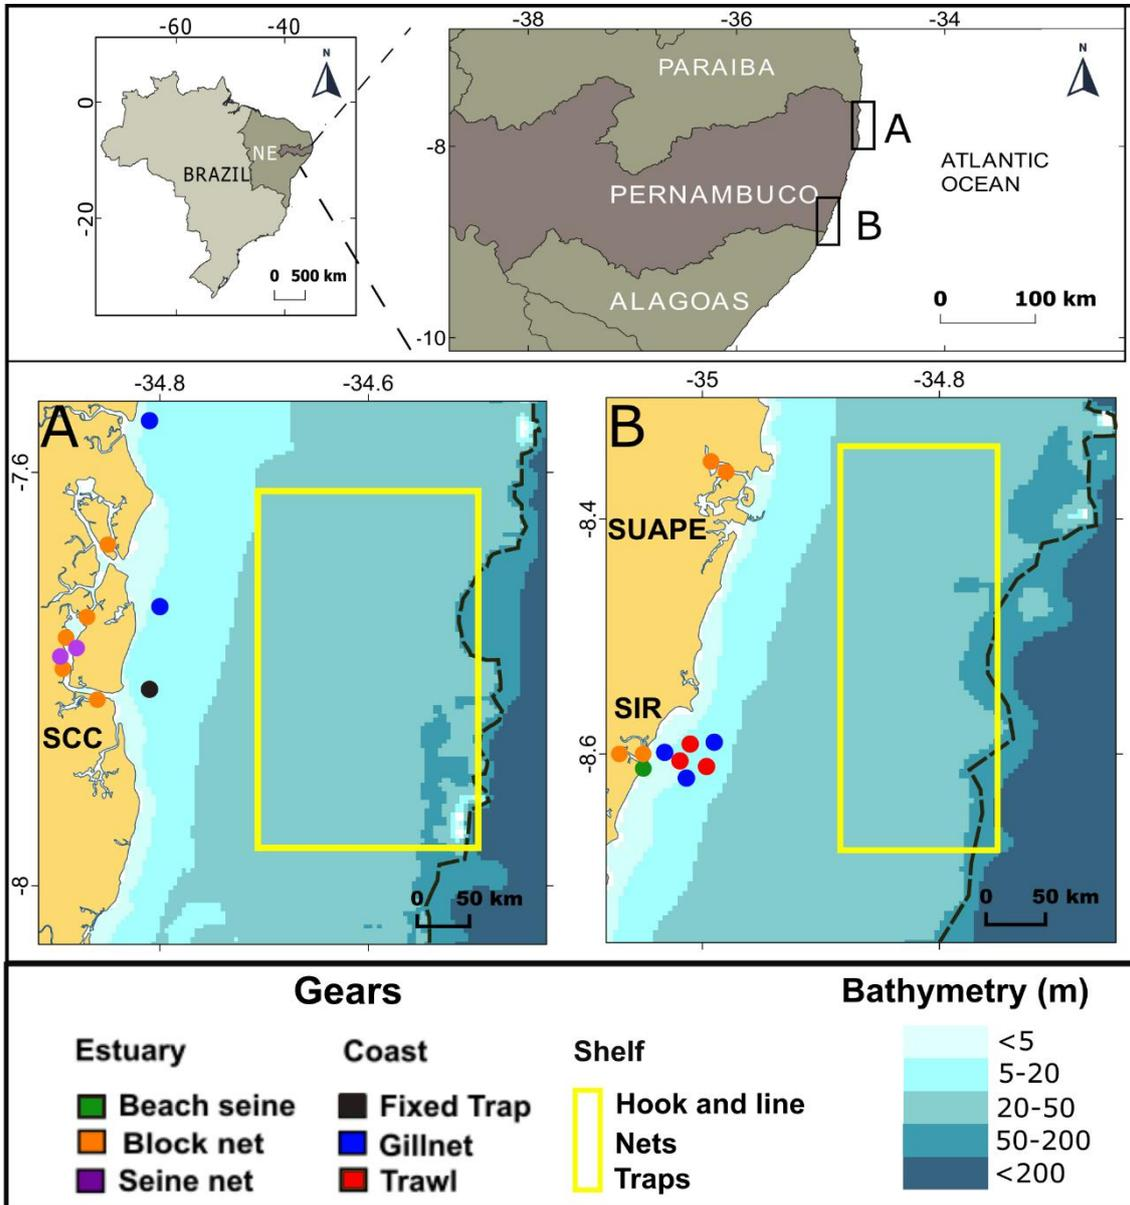 -60 -40
N
0
NE
BRAZIL
-20
0 500 km
-38 -36 -34
N
PARAIBA
A
-8
ATLANTIC
OCEAN
PERNAMBUCO
B
ALAGOAS
0 100 km
-10
-34.8 -34.6
A
-7.6
SCC
-8
0 50 km
-35 -34.8
B
-8.4
SUAPE
SIR
-8.6
0 50 km
Gears
Estuary
Beach seine
Block net
Seine net
Coast
Fixed Trap
Gillnet
Trawl
Shelf
Hook and line
Nets
Traps
Bathymetry (m)
<5
5-20
20-50
50-200
<200